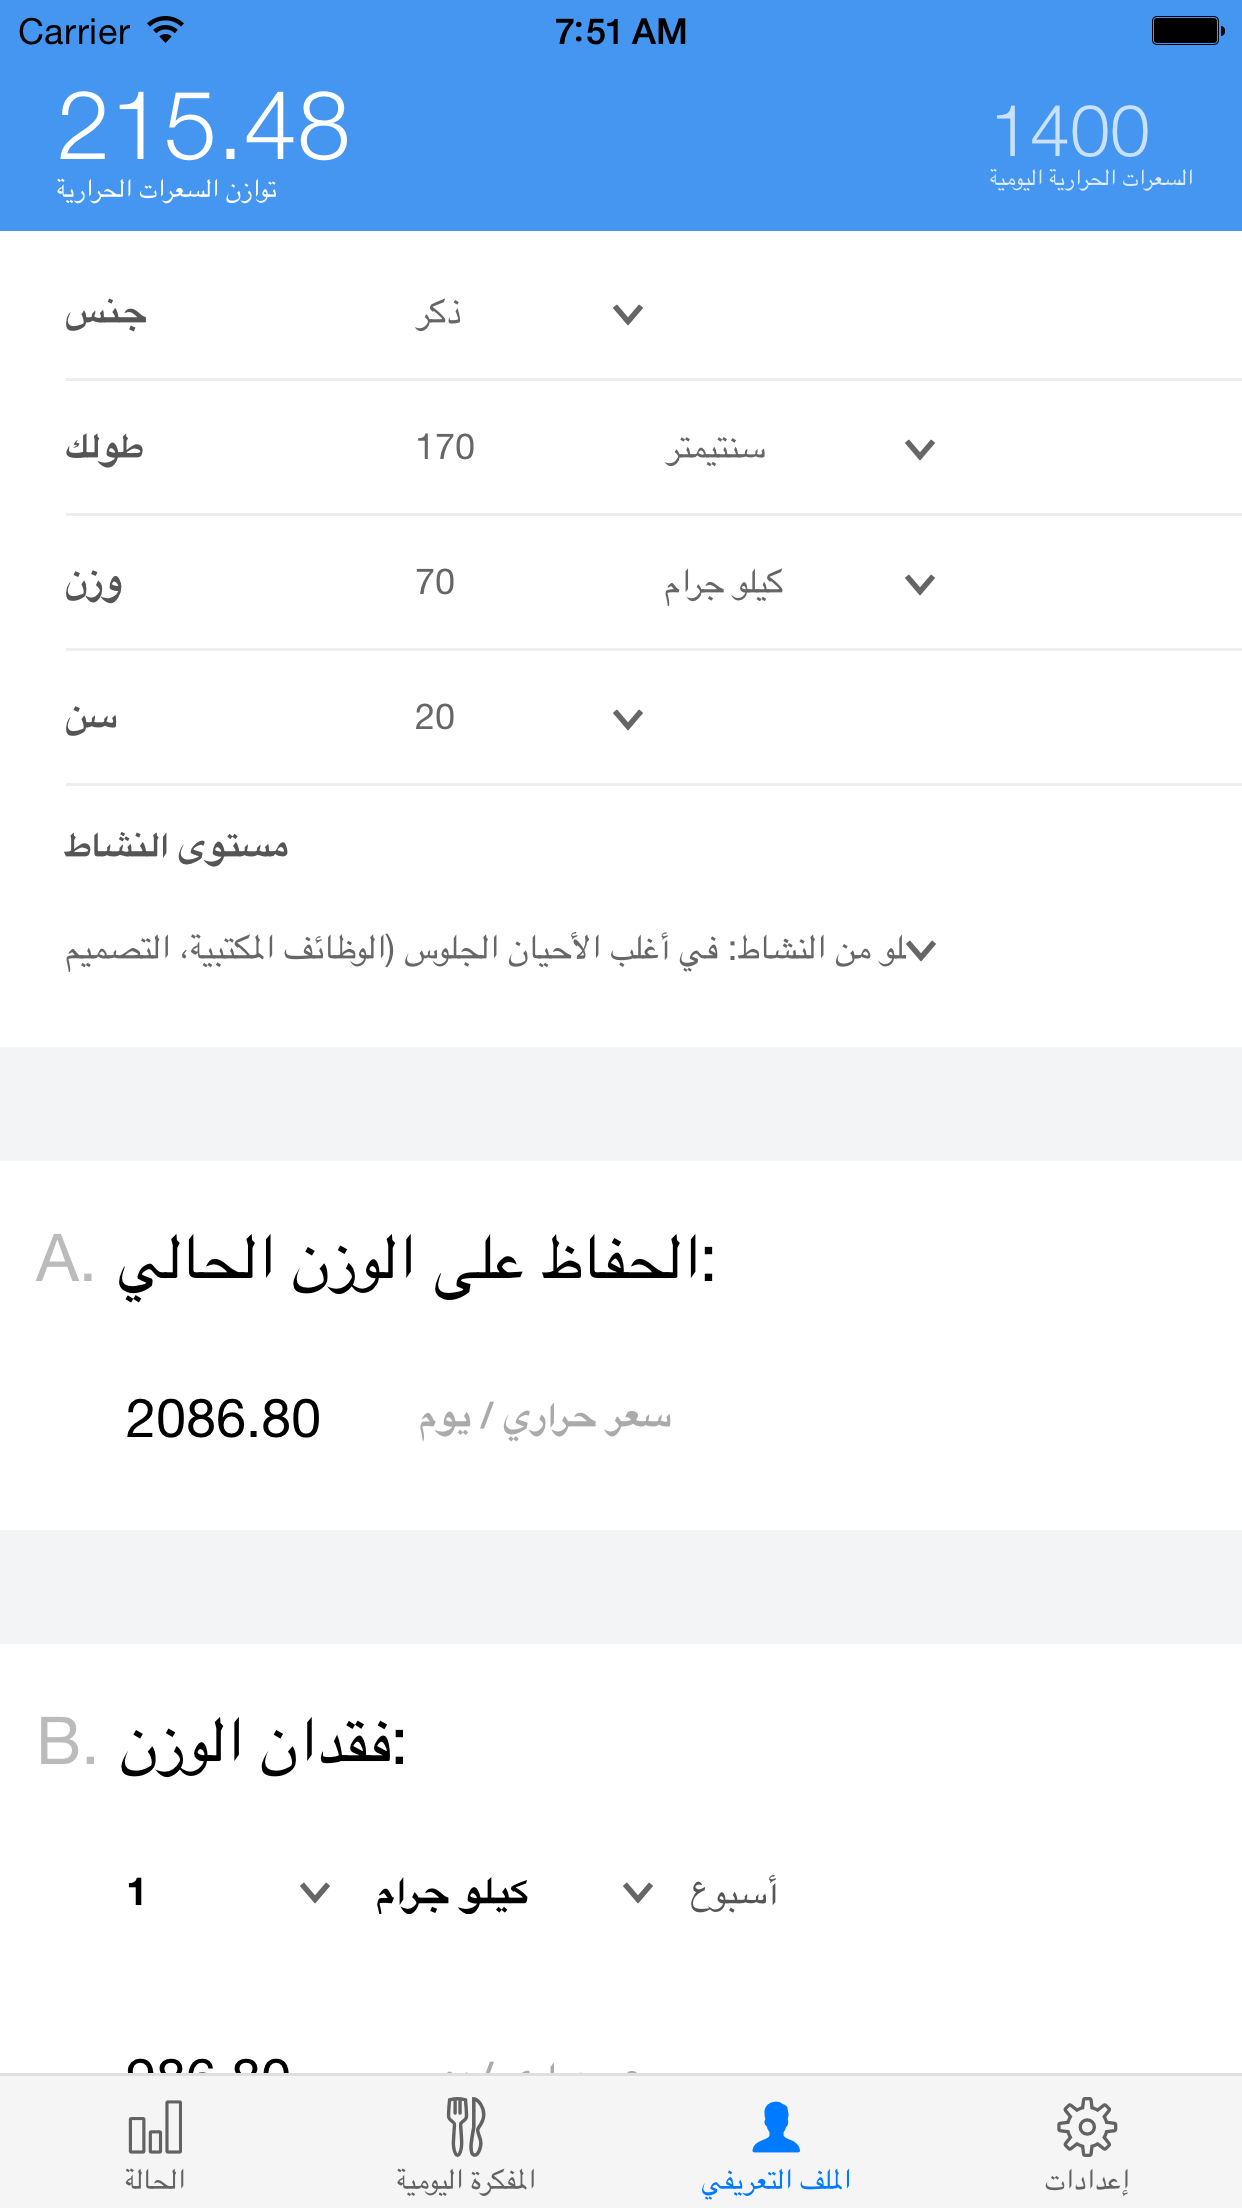 Carrier 7:51 AM
215.48 1400
توازن السعرات الحرارية السعرات الحرارية اليومية
جنس ذكر
طولك 170 سنتيمتر
وزن 70 كيلو جرام
سن 20
مستوى النشاط
من النشاط: في أغلب الأحيان الجلوس (الوظائف المكتبية، التصميم
A. الحفاظ على الوزن الحالي:
2086.80 سعر حراري / يوم
B. فقدان الوزن:
1 كيلو جرام أسبوع
986.80
الحالة المفكرة اليومية الملف التعريفي إعدادات